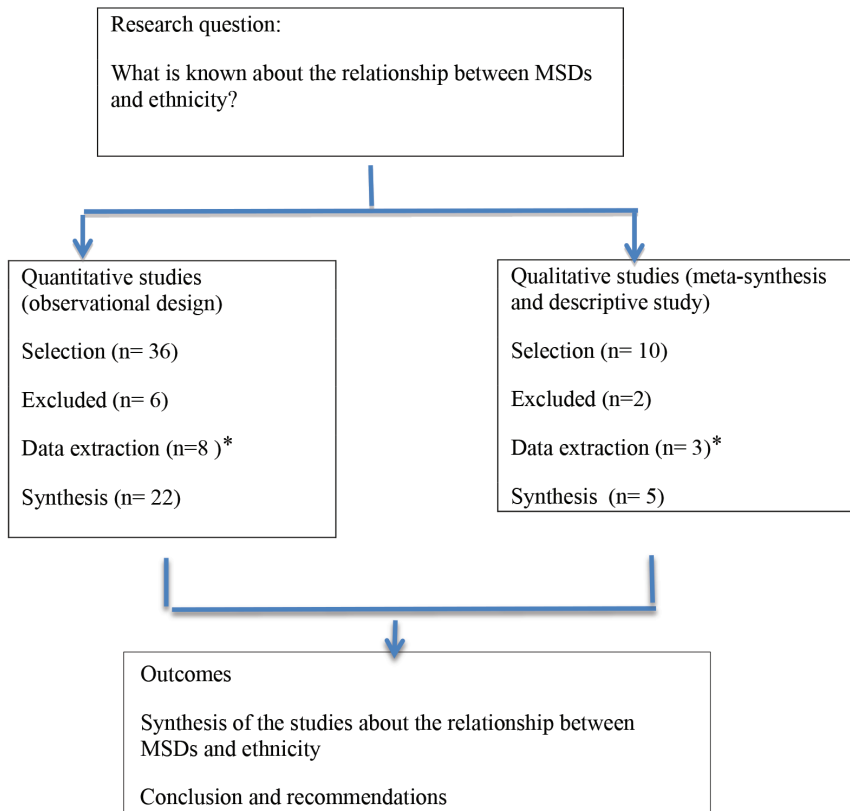 Research question:
What is known about the relationship between MSDs
and ethnicity?
Quantitative studies
(observational design)
Selection (n= 36)
Excluded (n= 6)
Data extraction (n=8 )*
Synthesis (n= 22)
Qualitative studies (meta-synthesis
and descriptive study)
Selection (n= 10)
Excluded (n=2)
Data extraction (n= 3)*
Synthesis (n= 5)
Outcomes
Synthesis of the studies about the relationship between
MSDs and ethnicity
Conclusion and recommendations